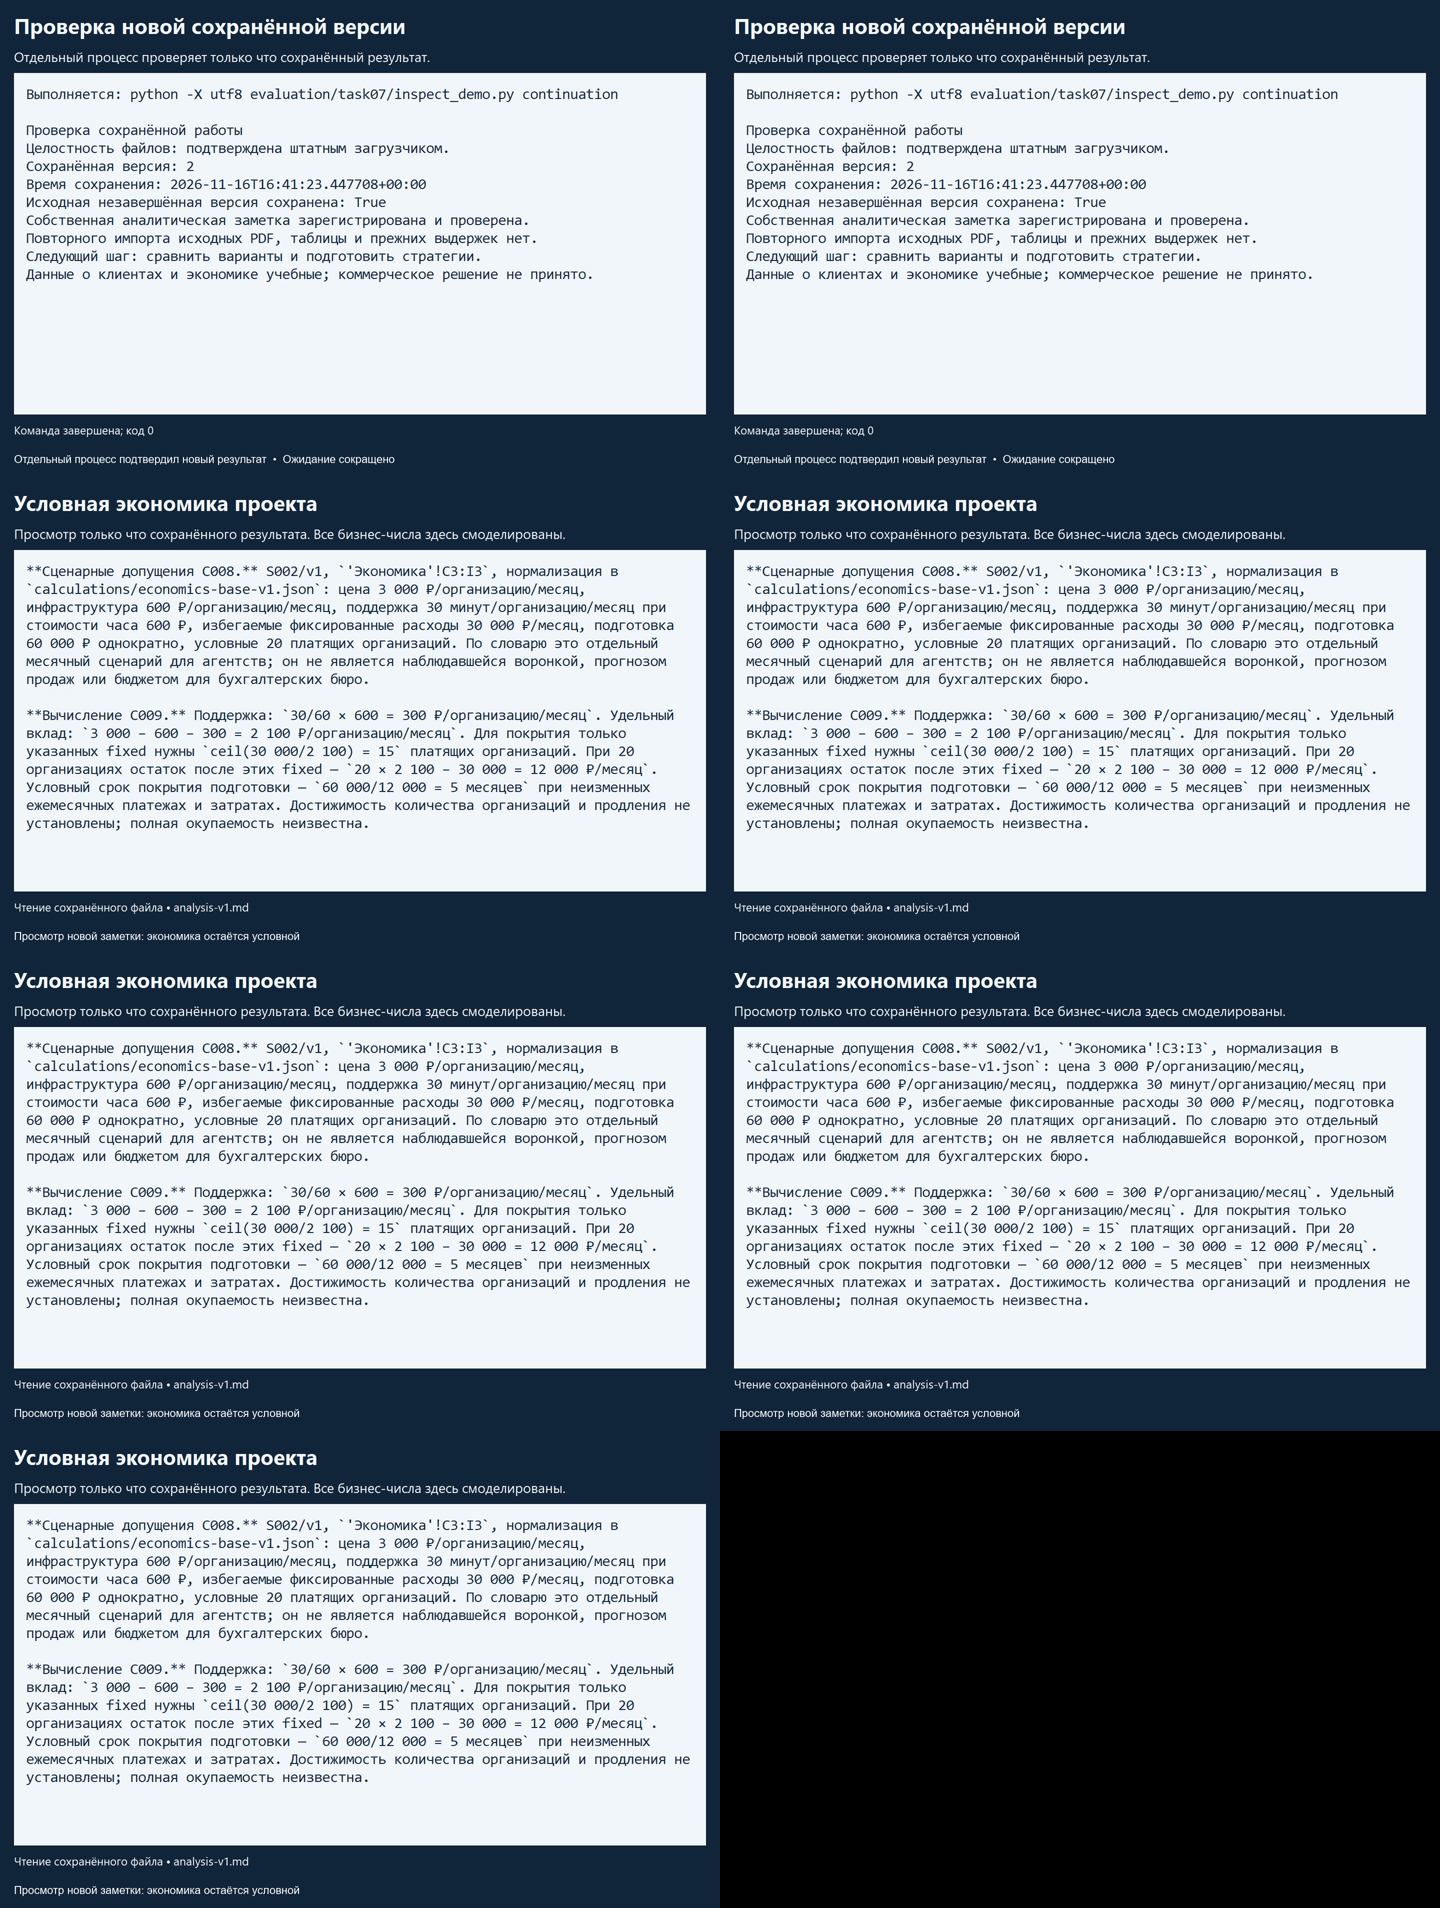 Проверка новой сохранённой версии
Отдельный процесс проверяет только что сохранённый результат.
Выполняется: python -X utf8 evaluation/task07/inspect_demo.py continuation
Проверка сохранённой работы
Целостность файлов: подтверждена штатным загрузчиком.
Сохранённая версия: 2
Время сохранения: 2026-11-16T16:41:23.447708+00:00
Исходная незавершённая версия сохранена: True
Собственная аналитическая заметка зарегистрирована и проверена.
Повторного импорта исходных PDF, таблицы и прежних выдержек нет.
Следующий шаг: сравнить варианты и подготовить стратегии.
Данные о клиентах и экономике учебные; коммерческое решение не принято.
Команда завершена; код 0
Отдельный процесс подтвердил новый результат • Ожидание сокращено
Проверка новой сохранённой версии
Отдельный процесс проверяет только что сохранённый результат.
Выполняется: python -X utf8 evaluation/task07/inspect_demo.py continuation
Проверка сохранённой работы
Целостность файлов: подтверждена штатным загрузчиком.
Сохранённая версия: 2
Время сохранения: 2026-11-16T16:41:23.447708+00:00
Исходная незавершённая версия сохранена: True
Собственная аналитическая заметка зарегистрирована и проверена.
Повторного импорта исходных PDF, таблицы и прежних выдержек нет.
Следующий шаг: сравнить варианты и подготовить стратегии.
Данные о клиентах и экономике учебные; коммерческое решение не принято.
Команда завершена; код 0
Отдельный процесс подтвердил новый результат • Ожидание сокращено
Условная экономика проекта
Просмотр только что сохранённого результата. Все бизнес-числа здесь смоделированы.
**Сценарные допущения C008.** S002/v1, `'Экономика'!C3:I3`, нормализация в
`calculations/economics-base-v1.json`: цена 3 000 ₽/организацию/месяц,
инфраструктура 600 ₽/организацию/месяц, поддержка 30 минут/организацию/месяц при
стоимости часа 600 ₽, избегаемые фиксированные расходы 30 000 ₽/месяц, подготовка
60 000 ₽ однократно, условные 20 платящих организаций. По словарю это отдельный
месячный сценарий для агентств; он не является наблюдавшейся воронкой, прогнозом
продаж или бюджетом для бухгалтерских бюро.
**Вычисление C009.** Поддержка: `30/60 × 600 = 300 ₽/организацию/месяц`. Удельный
вклад: `3 000 − 600 − 300 = 2 100 ₽/организацию/месяц`. Для покрытия только
указанных fixed нужны `ceil(30 000/2 100) = 15` платящих организаций. При 20
организациях остаток после этих fixed — `20 × 2 100 − 30 000 = 12 000 ₽/месяц`.
Условный срок покрытия подготовки — `60 000/12 000 = 5 месяцев` при неизменных
ежемесячных платежах и затратах. Достижимость количества организаций и продления не
установлены; полная окупаемость неизвестна.
Чтение сохранённого файла • analysis-v1.md
Просмотр новой заметки: экономика остаётся условной
Условная экономика проекта
Просмотр только что сохранённого результата. Все бизнес-числа здесь смоделированы.
**Сценарные допущения C008.** S002/v1, `'Экономика'!C3:I3`, нормализация в
`calculations/economics-base-v1.json`: цена 3 000 ₽/организацию/месяц,
инфраструктура 600 ₽/организацию/месяц, поддержка 30 минут/организацию/месяц при
стоимости часа 600 ₽, избегаемые фиксированные расходы 30 000 ₽/месяц, подготовка
60 000 ₽ однократно, условные 20 платящих организаций. По словарю это отдельный
месячный сценарий для агентств; он не является наблюдавшейся воронкой, прогнозом
продаж или бюджетом для бухгалтерских бюро.
**Вычисление C009.** Поддержка: `30/60 × 600 = 300 ₽/организацию/месяц`. Удельный
вклад: `3 000 − 600 − 300 = 2 100 ₽/организацию/месяц`. Для покрытия только
указанных fixed нужны `ceil(30 000/2 100) = 15` платящих организаций. При 20
организациях остаток после этих fixed — `20 × 2 100 − 30 000 = 12 000 ₽/месяц`.
Условный срок покрытия подготовки — `60 000/12 000 = 5 месяцев` при неизменных
ежемесячных платежах и затратах. Достижимость количества организаций и продления не
установлены; полная окупаемость неизвестна.
Чтение сохранённого файла • analysis-v1.md
Просмотр новой заметки: экономика остаётся условной
Условная экономика проекта
Просмотр только что сохранённого результата. Все бизнес-числа здесь смоделированы.
**Сценарные допущения C008.** S002/v1, `'Экономика'!C3:I3`, нормализация в
`calculations/economics-base-v1.json`: цена 3 000 ₽/организацию/месяц,
инфраструктура 600 ₽/организацию/месяц, поддержка 30 минут/организацию/месяц при
стоимости часа 600 ₽, избегаемые фиксированные расходы 30 000 ₽/месяц, подготовка
60 000 ₽ однократно, условные 20 платящих организаций. По словарю это отдельный
месячный сценарий для агентств; он не является наблюдавшейся воронкой, прогнозом
продаж или бюджетом для бухгалтерских бюро.
**Вычисление C009.** Поддержка: `30/60 × 600 = 300 ₽/организацию/месяц`. Удельный
вклад: `3 000 − 600 − 300 = 2 100 ₽/организацию/месяц`. Для покрытия только
указанных fixed нужны `ceil(30 000/2 100) = 15` платящих организаций. При 20
организациях остаток после этих fixed — `20 × 2 100 − 30 000 = 12 000 ₽/месяц`.
Условный срок покрытия подготовки — `60 000/12 000 = 5 месяцев` при неизменных
ежемесячных платежах и затратах. Достижимость количества организаций и продления не
установлены; полная окупаемость неизвестна.
Чтение сохранённого файла • analysis-v1.md
Просмотр новой заметки: экономика остаётся условной
Условная экономика проекта
Просмотр только что сохранённого результата. Все бизнес-числа здесь смоделированы.
**Сценарные допущения C008.** S002/v1, `'Экономика'!C3:I3`, нормализация в
`calculations/economics-base-v1.json`: цена 3 000 ₽/организацию/месяц,
инфраструктура 600 ₽/организацию/месяц, поддержка 30 минут/организацию/месяц при
стоимости часа 600 ₽, избегаемые фиксированные расходы 30 000 ₽/месяц, подготовка
60 000 ₽ однократно, условные 20 платящих организаций. По словарю это отдельный
месячный сценарий для агентств; он не является наблюдавшейся воронкой, прогнозом
продаж или бюджетом для бухгалтерских бюро.
**Вычисление C009.** Поддержка: `30/60 × 600 = 300 ₽/организацию/месяц`. Удельный
вклад: `3 000 − 600 − 300 = 2 100 ₽/организацию/месяц`. Для покрытия только
указанных fixed нужны `ceil(30 000/2 100) = 15` платящих организаций. При 20
организациях остаток после этих fixed — `20 × 2 100 − 30 000 = 12 000 ₽/месяц`.
Условный срок покрытия подготовки — `60 000/12 000 = 5 месяцев` при неизменных
ежемесячных платежах и затратах. Достижимость количества организаций и продления не
установлены; полная окупаемость неизвестна.
Чтение сохранённого файла • analysis-v1.md
Просмотр новой заметки: экономика остаётся условной
Условная экономика проекта
Просмотр только что сохранённого результата. Все бизнес-числа здесь смоделированы.
**Сценарные допущения C008.** S002/v1, `'Экономика'!C3:I3`, нормализация в
`calculations/economics-base-v1.json`: цена 3 000 ₽/организацию/месяц,
инфраструктура 600 ₽/организацию/месяц, поддержка 30 минут/организацию/месяц при
стоимости часа 600 ₽, избегаемые фиксированные расходы 30 000 ₽/месяц, подготовка
60 000 ₽ однократно, условные 20 платящих организаций. По словарю это отдельный
месячный сценарий для агентств; он не является наблюдавшейся воронкой, прогнозом
продаж или бюджетом для бухгалтерских бюро.
**Вычисление C009.** Поддержка: `30/60 × 600 = 300 ₽/организацию/месяц`. Удельный
вклад: `3 000 − 600 − 300 = 2 100 ₽/организацию/месяц`. Для покрытия только
указанных fixed нужны `ceil(30 000/2 100) = 15` платящих организаций. При 20
организациях остаток после этих fixed — `20 × 2 100 − 30 000 = 12 000 ₽/месяц`.
Условный срок покрытия подготовки — `60 000/12 000 = 5 месяцев` при неизменных
ежемесячных платежах и затратах. Достижимость количества организаций и продления не
установлены; полная окупаемость неизвестна.
Чтение сохранённого файла • analysis-v1.md
Просмотр новой заметки: экономика остаётся условной